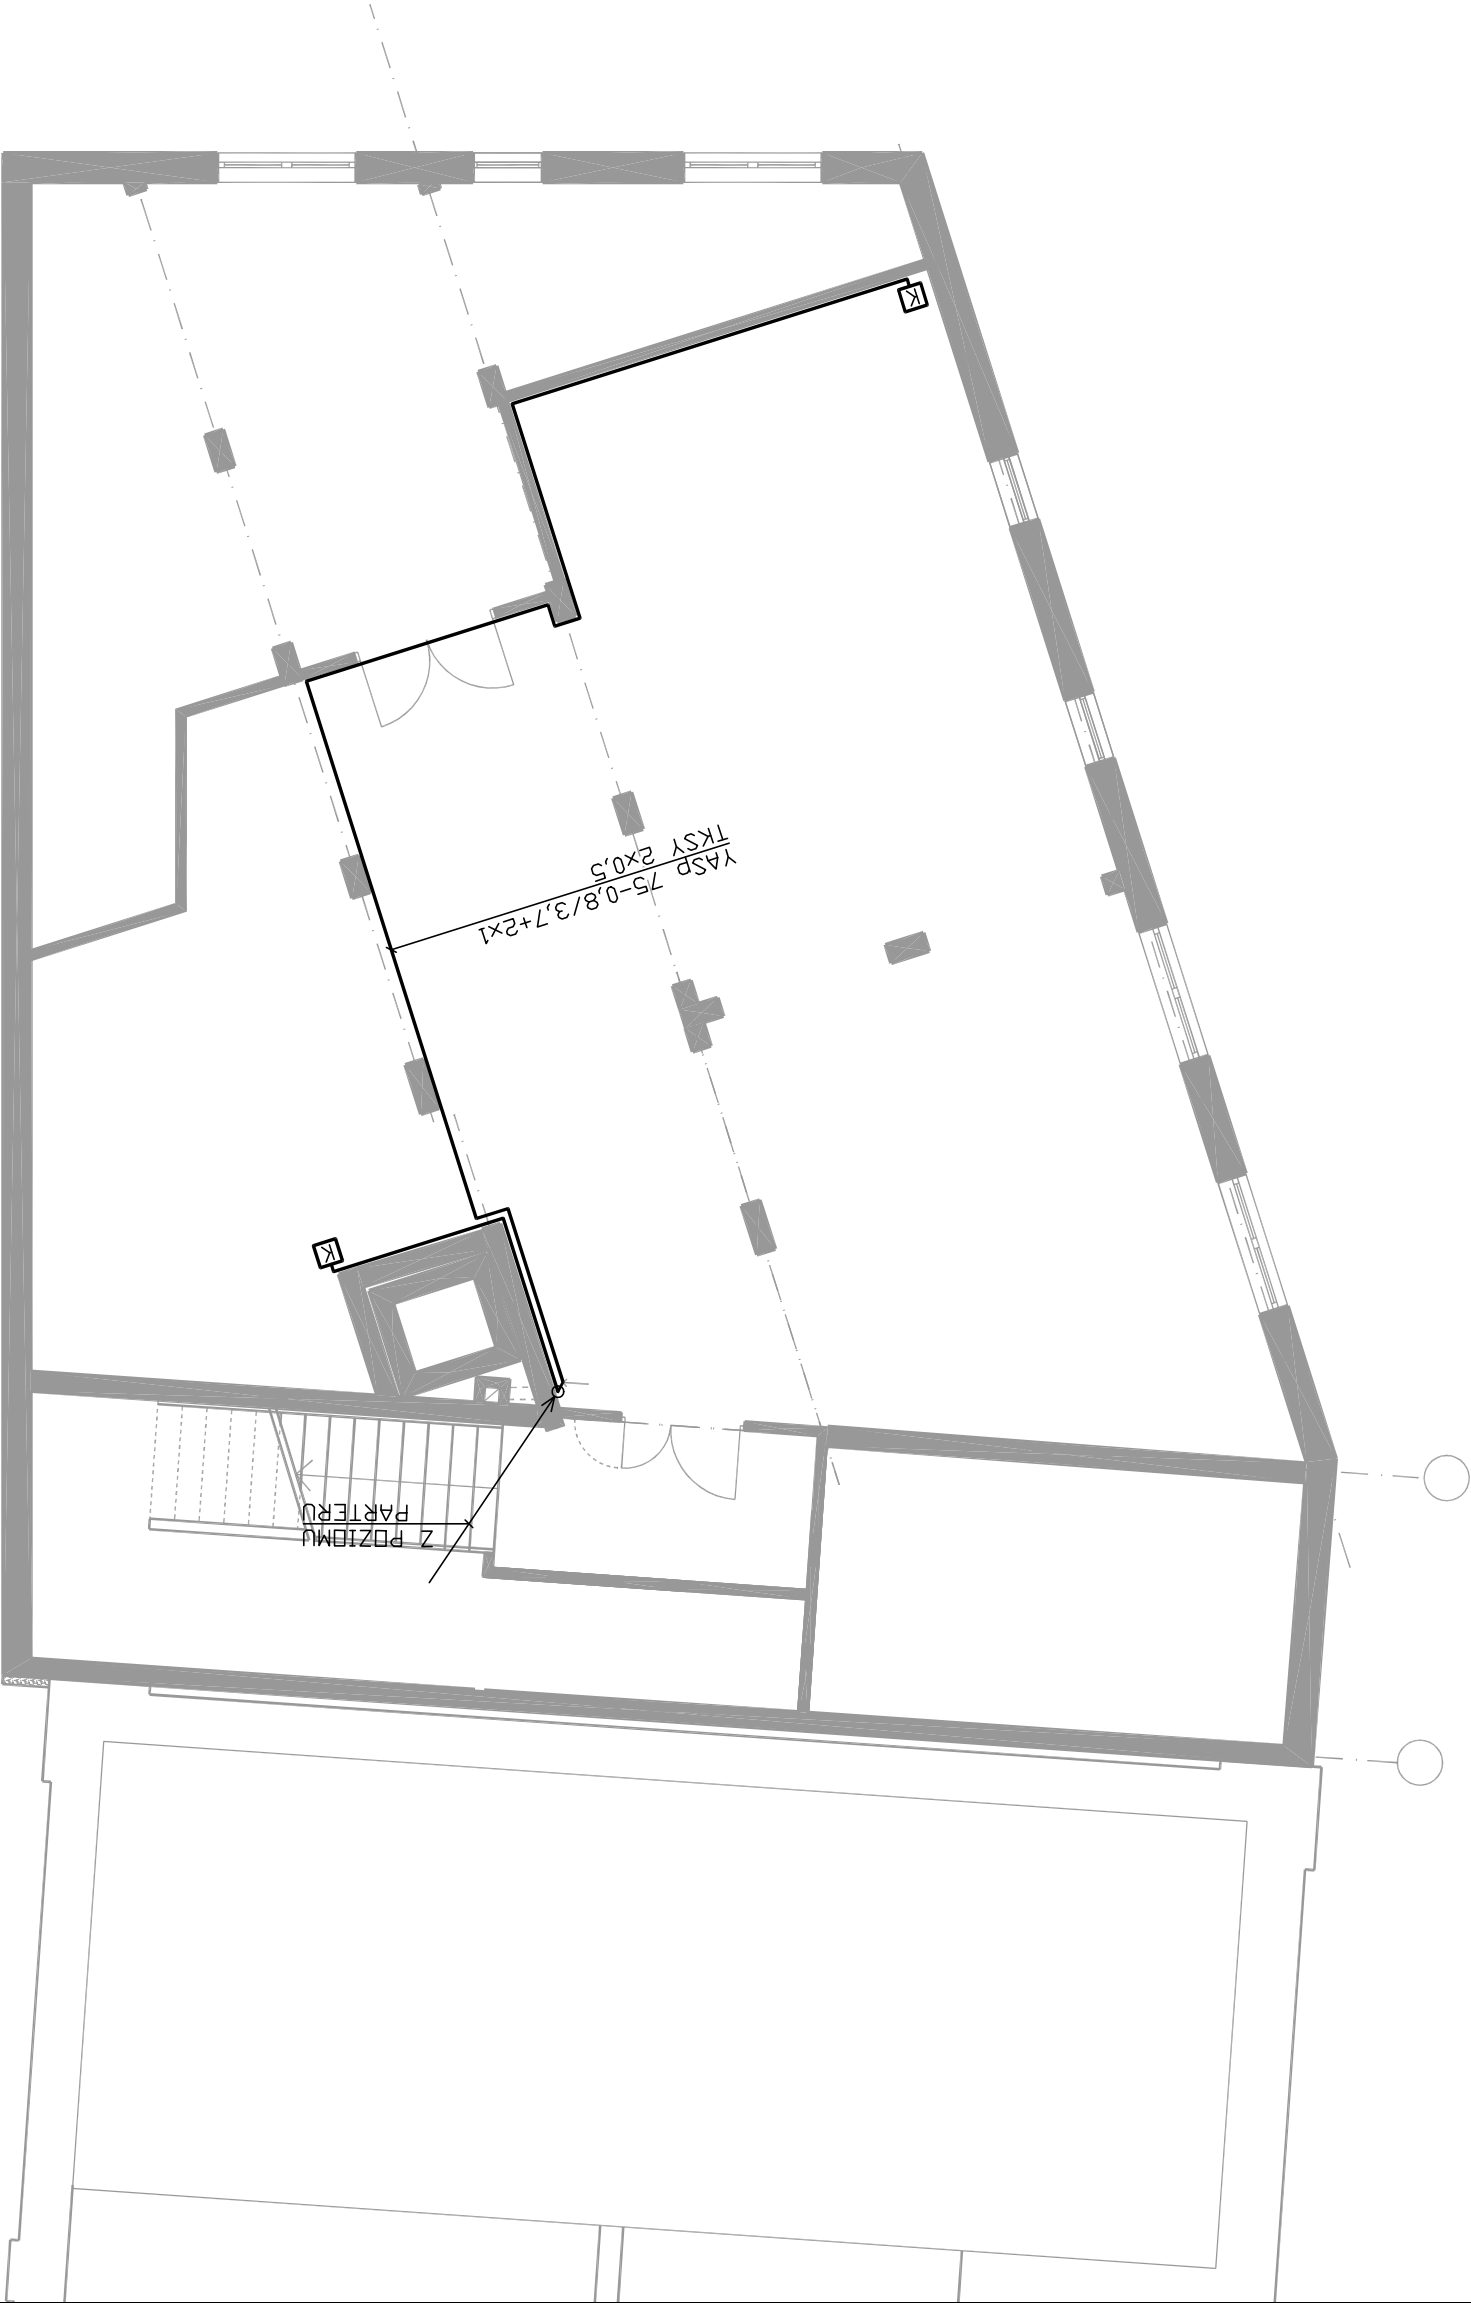 Z POZIOMU
PARTERU
K
YASp 75-0,8/3,7+2x1
TKSY 2x0,5
K